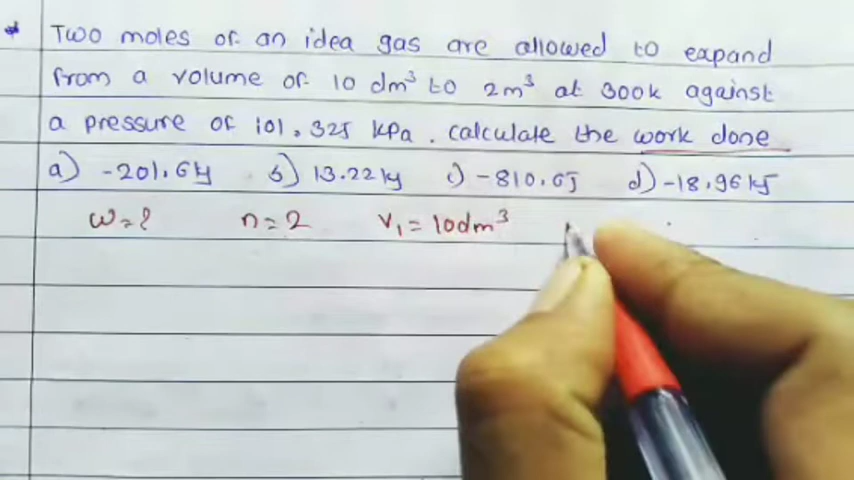 Two moles of an idea gas are allowed to expand
from a volume of 10 dm³ to 2m³ at 300k against
a pressure of 101.325 kPa. calculate the work done
a) -201.6kJ b) 13.22kJ c) -810.6J d) -18.96kJ
w=? n=2 V₁ = 10dm³